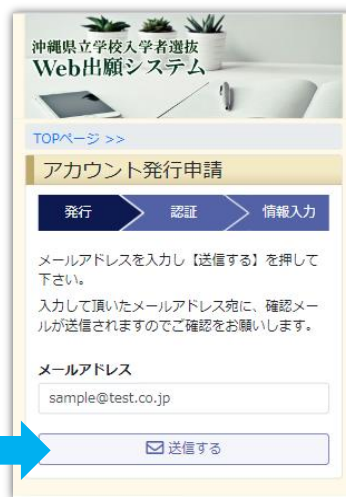 沖縄県立学校入学者選抜
Web出願システム
TOPページ >>
アカウント発行申請
発行 認証 情報入力
メールアドレスを入力し【送信する】を押して
下さい。
入力して頂いたメールアドレス宛に、確認メー
ルが送信されますのでご確認をお願いします。
メールアドレス
sample@test.co.jp
送信する